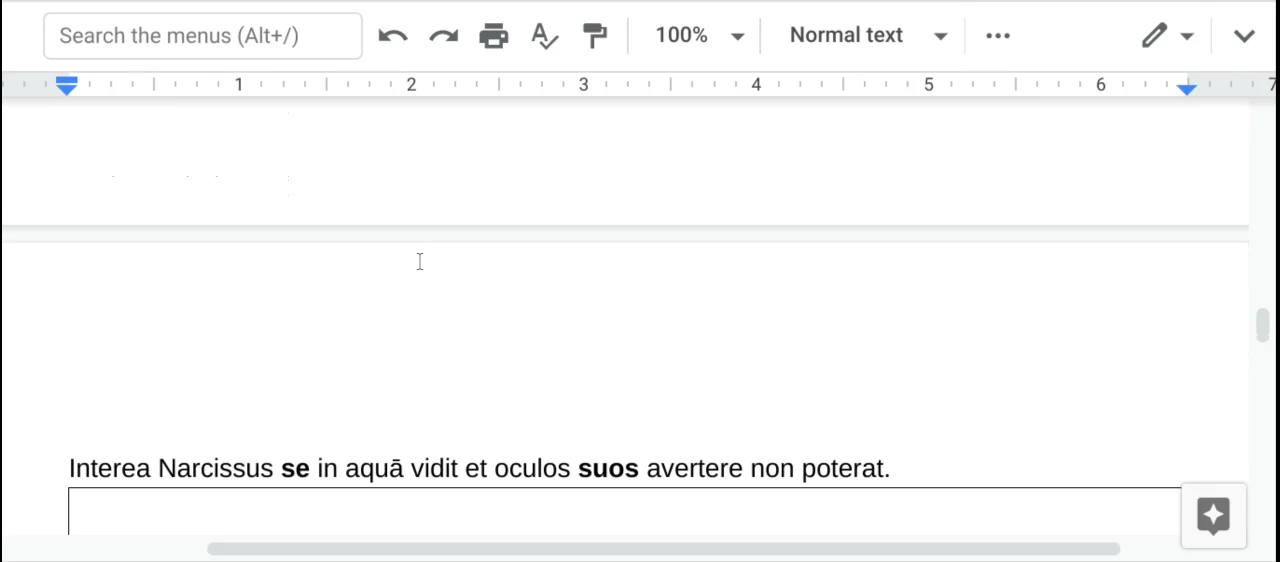 Search the menus (Alt+/) 100% Normal text
1 2 3 4 5 6 7
Interea Narcissus se in aquā vidit et oculos suos avertere non poterat.